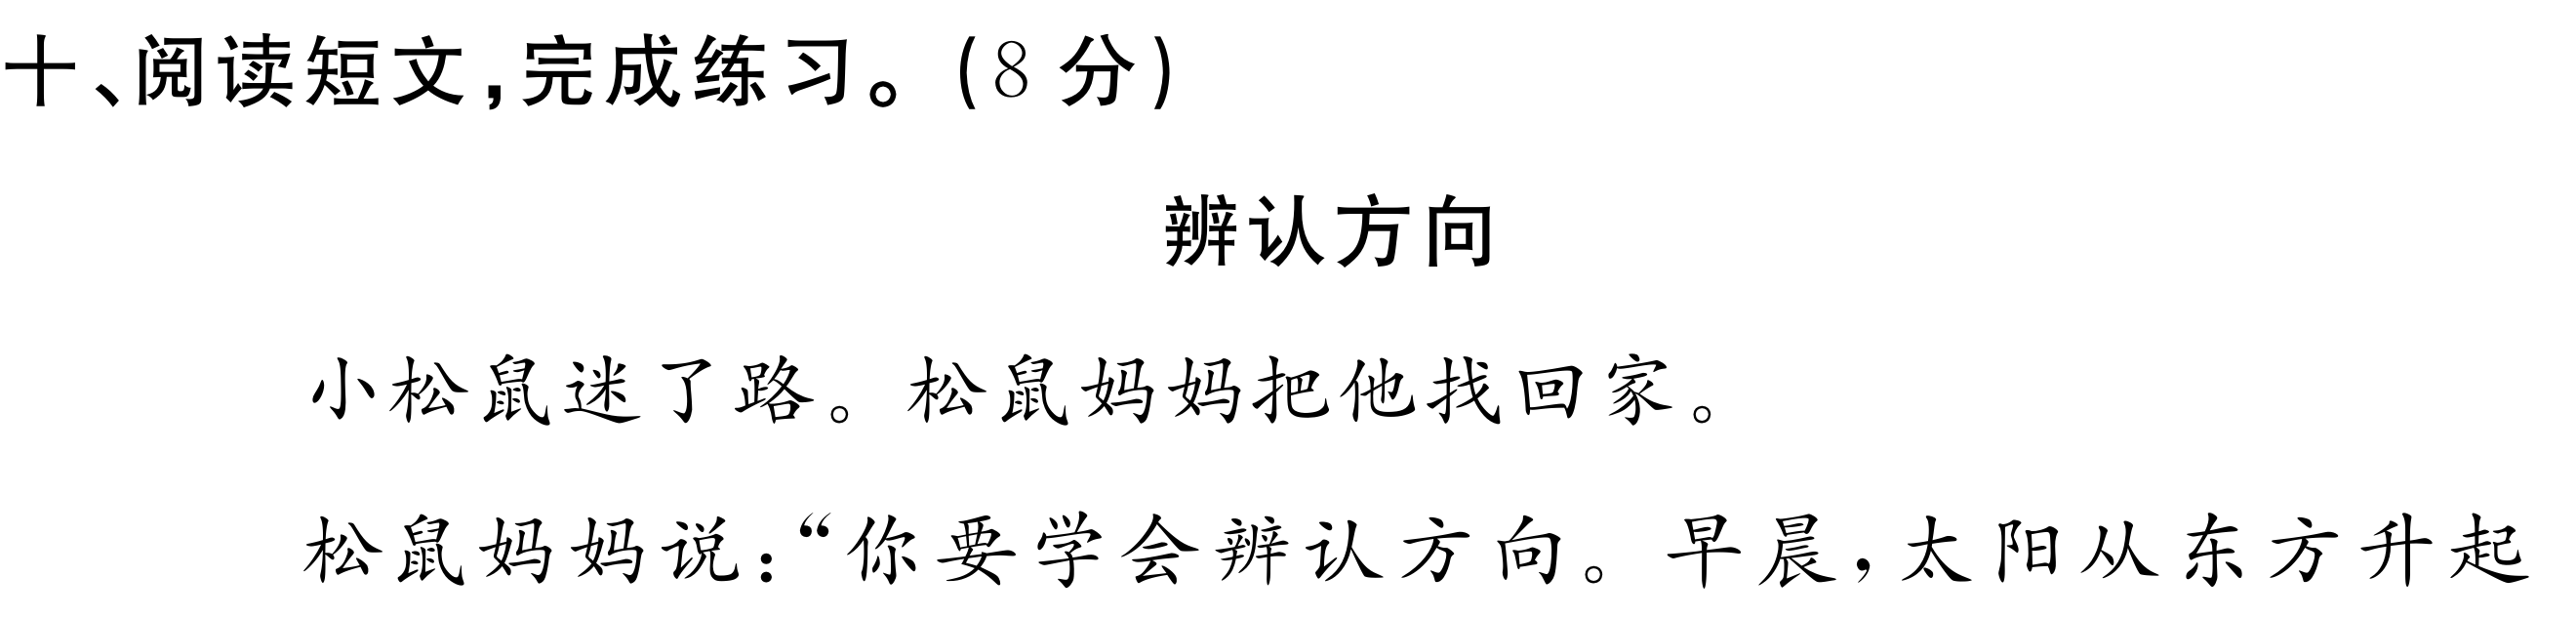 十、阅读短文,完成练习。(8 分)
辨认方向
小松鼠迷了路。松鼠妈妈把他找回家。
松鼠妈妈说:“你要学会辨认方向。早晨,太阳从东方升起